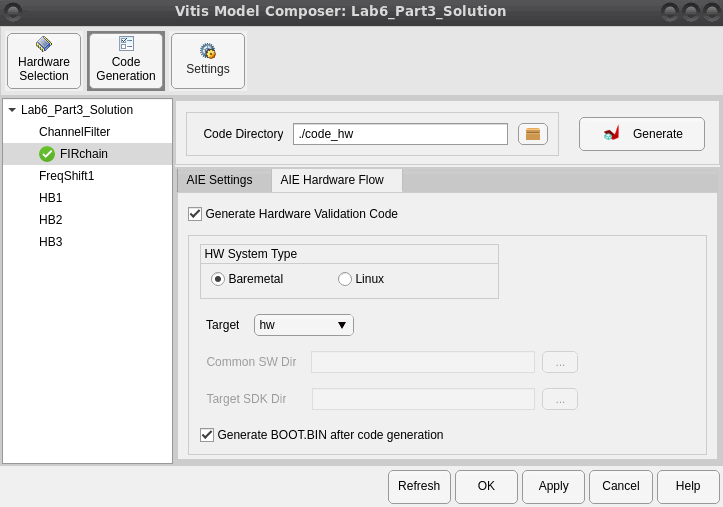 Vitis Model Composer: Lab6_Part3_Solution
Hardware
Selection
Code
Generation
Settings
Lab6_Part3_Solution
ChannelFilter
FIRchain
FreqShift1
HB1
HB2
HB3
Code Directory ./code_hw
Generate
AIE Settings AIE Hardware Flow
Generate Hardware Validation Code
HW System Type
Baremetal Linux
Target hw
Common SW Dir ...
Target SDK Dir ...
Generate BOOT.BIN after code generation
Refresh OK Apply Cancel Help